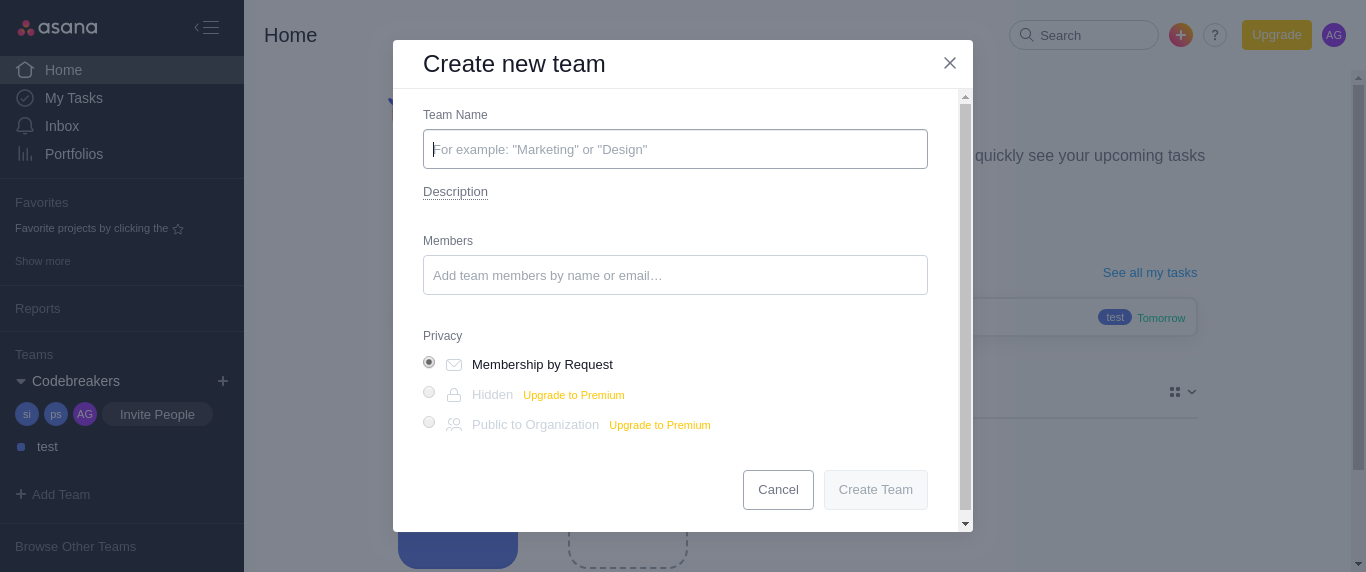 asana
Home
My Tasks
Inbox
Portfolios
Favorites
Favorite projects by clicking the
Show more
Reports
Teams
Codebreakers
si ps AG Invite People
test
Add Team
Browse Other Teams
Home
Search
?
Upgrade
AG
quickly see your upcoming tasks
See all my tasks
test Tomorrow
Create new team
Team Name
For example: "Marketing" or "Design"
Description
Members
Add team members by name or email…
Privacy
Membership by Request
Hidden Upgrade to Premium
Public to Organization Upgrade to Premium
Cancel Create Team